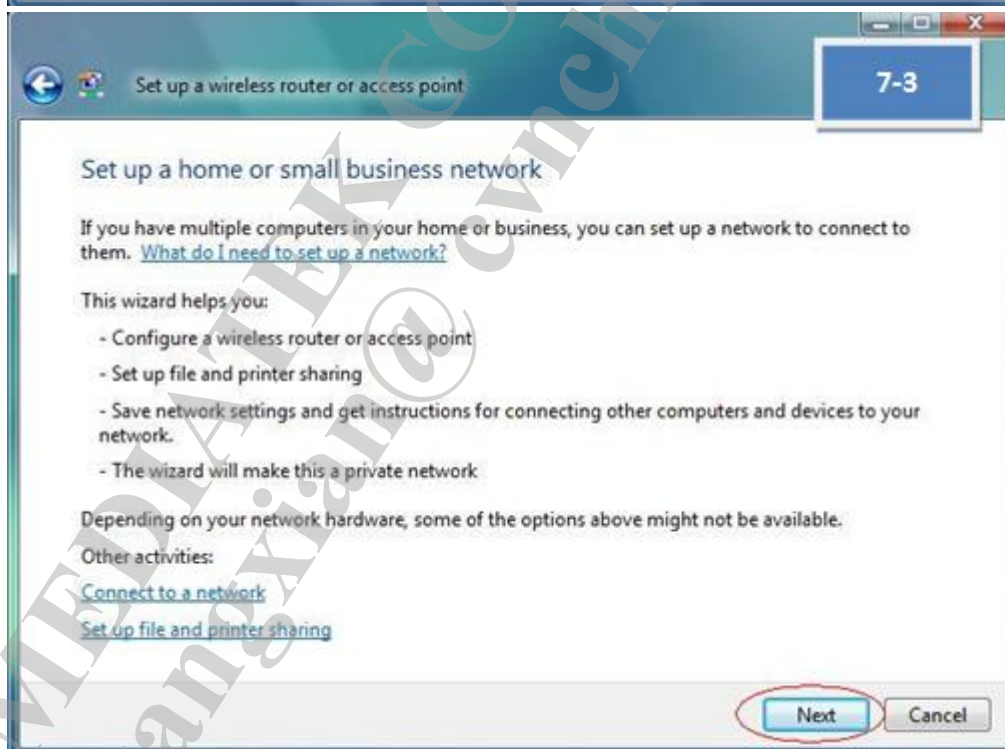 Set up a wireless router or access point
7-3
Set up a home or small business network
If you have multiple computers in your home or business, you can set up a network to connect to
them. What do I need to set up a network?
This wizard helps you:
- Configure a wireless router or access point
- Set up file and printer sharing
- Save network settings and get instructions for connecting other computers and devices to your
network.
- The wizard will make this a private network
Depending on your network hardware, some of the options above might not be available.
Other activities:
Connect to a network
Set up file and printer sharing
Next Cancel
MEDIATEK CO
angxian@cvnch